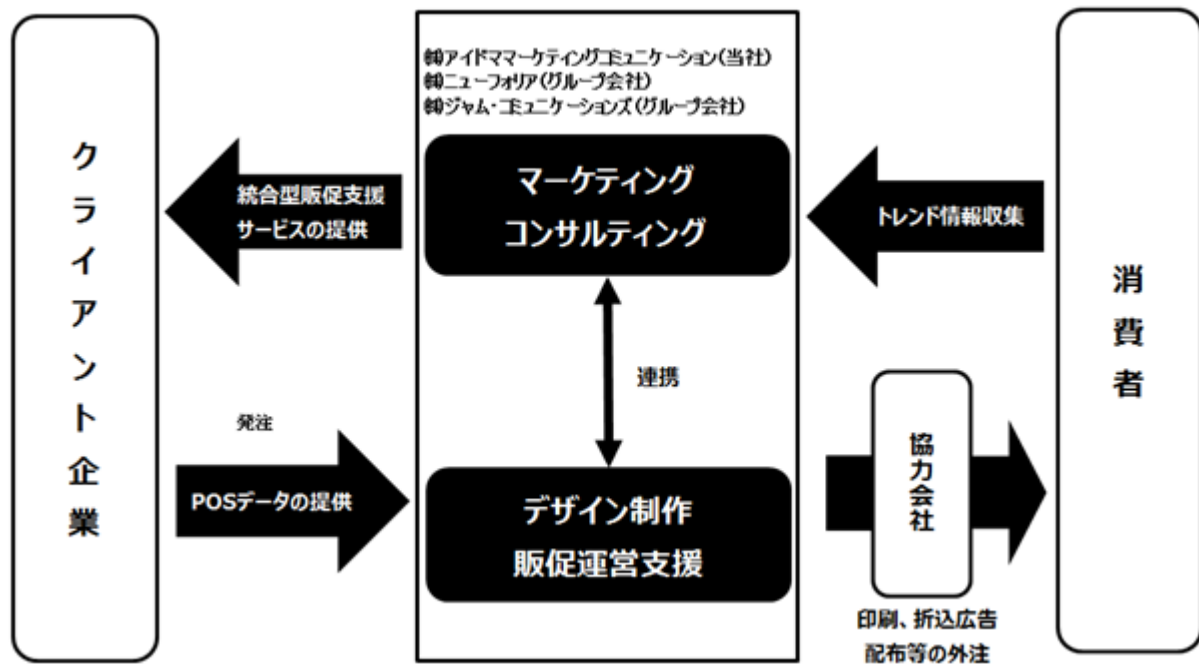 クライアント企業
統合型販促支援
サービスの提供
発注
POSデータの提供
㈱アイドママーケティングコミュニケーション(当社)
㈱ニューフォリア(グループ会社)
㈱ジャム・コミュニケーションズ(グループ会社)
マーケティング
コンサルティング
連携
デザイン制作
販促運営支援
トレンド情報収集
協力会社
印刷、折込広告
配布等の外注
消費者